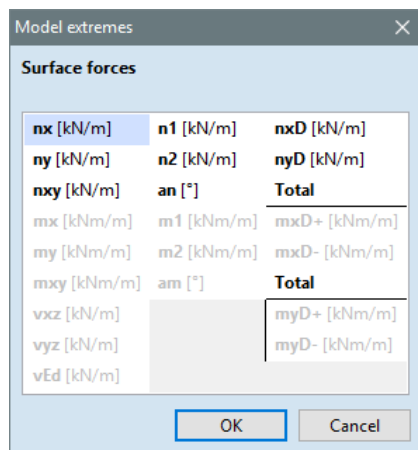 Model extremes
Surface forces
nx [kN/m] n1 [kN/m] nxD [kN/m]
ny [kN/m] n2 [kN/m] nyD [kN/m]
nxy [kN/m] an [°] Total
mx [kNm/m] m1 [kNm/m] mxD+ [kNm/m]
my [kNm/m] m2 [kNm/m] mxD- [kNm/m]
mxy [kNm/m] am [°] Total
vxz [kN/m] myD+ [kNm/m]
vyz [kN/m] myD- [kNm/m]
vEd [kN/m]
OK Cancel